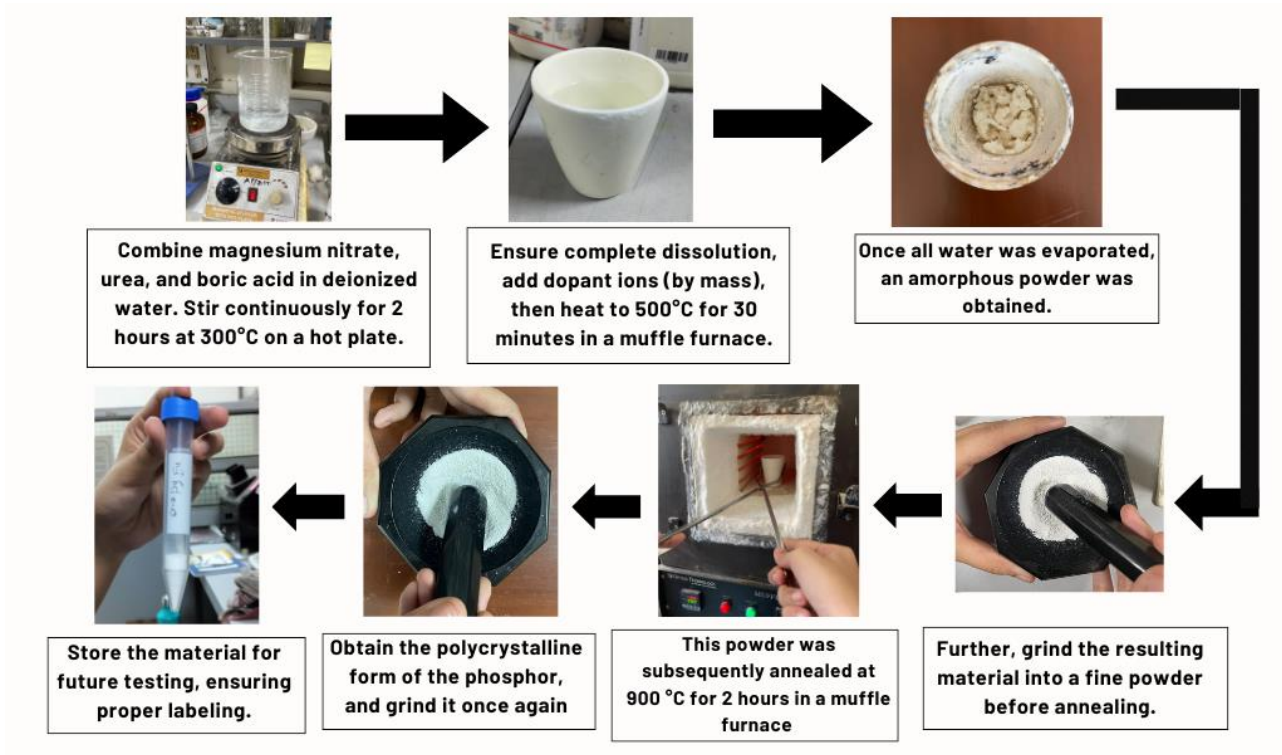 Combine magnesium nitrate,
urea, and boric acid in deionized
water. Stir continuously for 2
hours at 300°C on a hot plate.
Ensure complete dissolution,
add dopant ions (by mass),
then heat to 500°C for 30
minutes in a muffle furnace.
Once all water was evaporated,
an amorphous powder was
obtained.
Further, grind the resulting
material into a fine powder
before annealing.
This powder was
subsequently annealed at
900 °C for 2 hours in a muffle
furnace
Obtain the polycrystalline
form of the phosphor,
and grind it once again
Store the material for
future testing, ensuring
proper labeling.